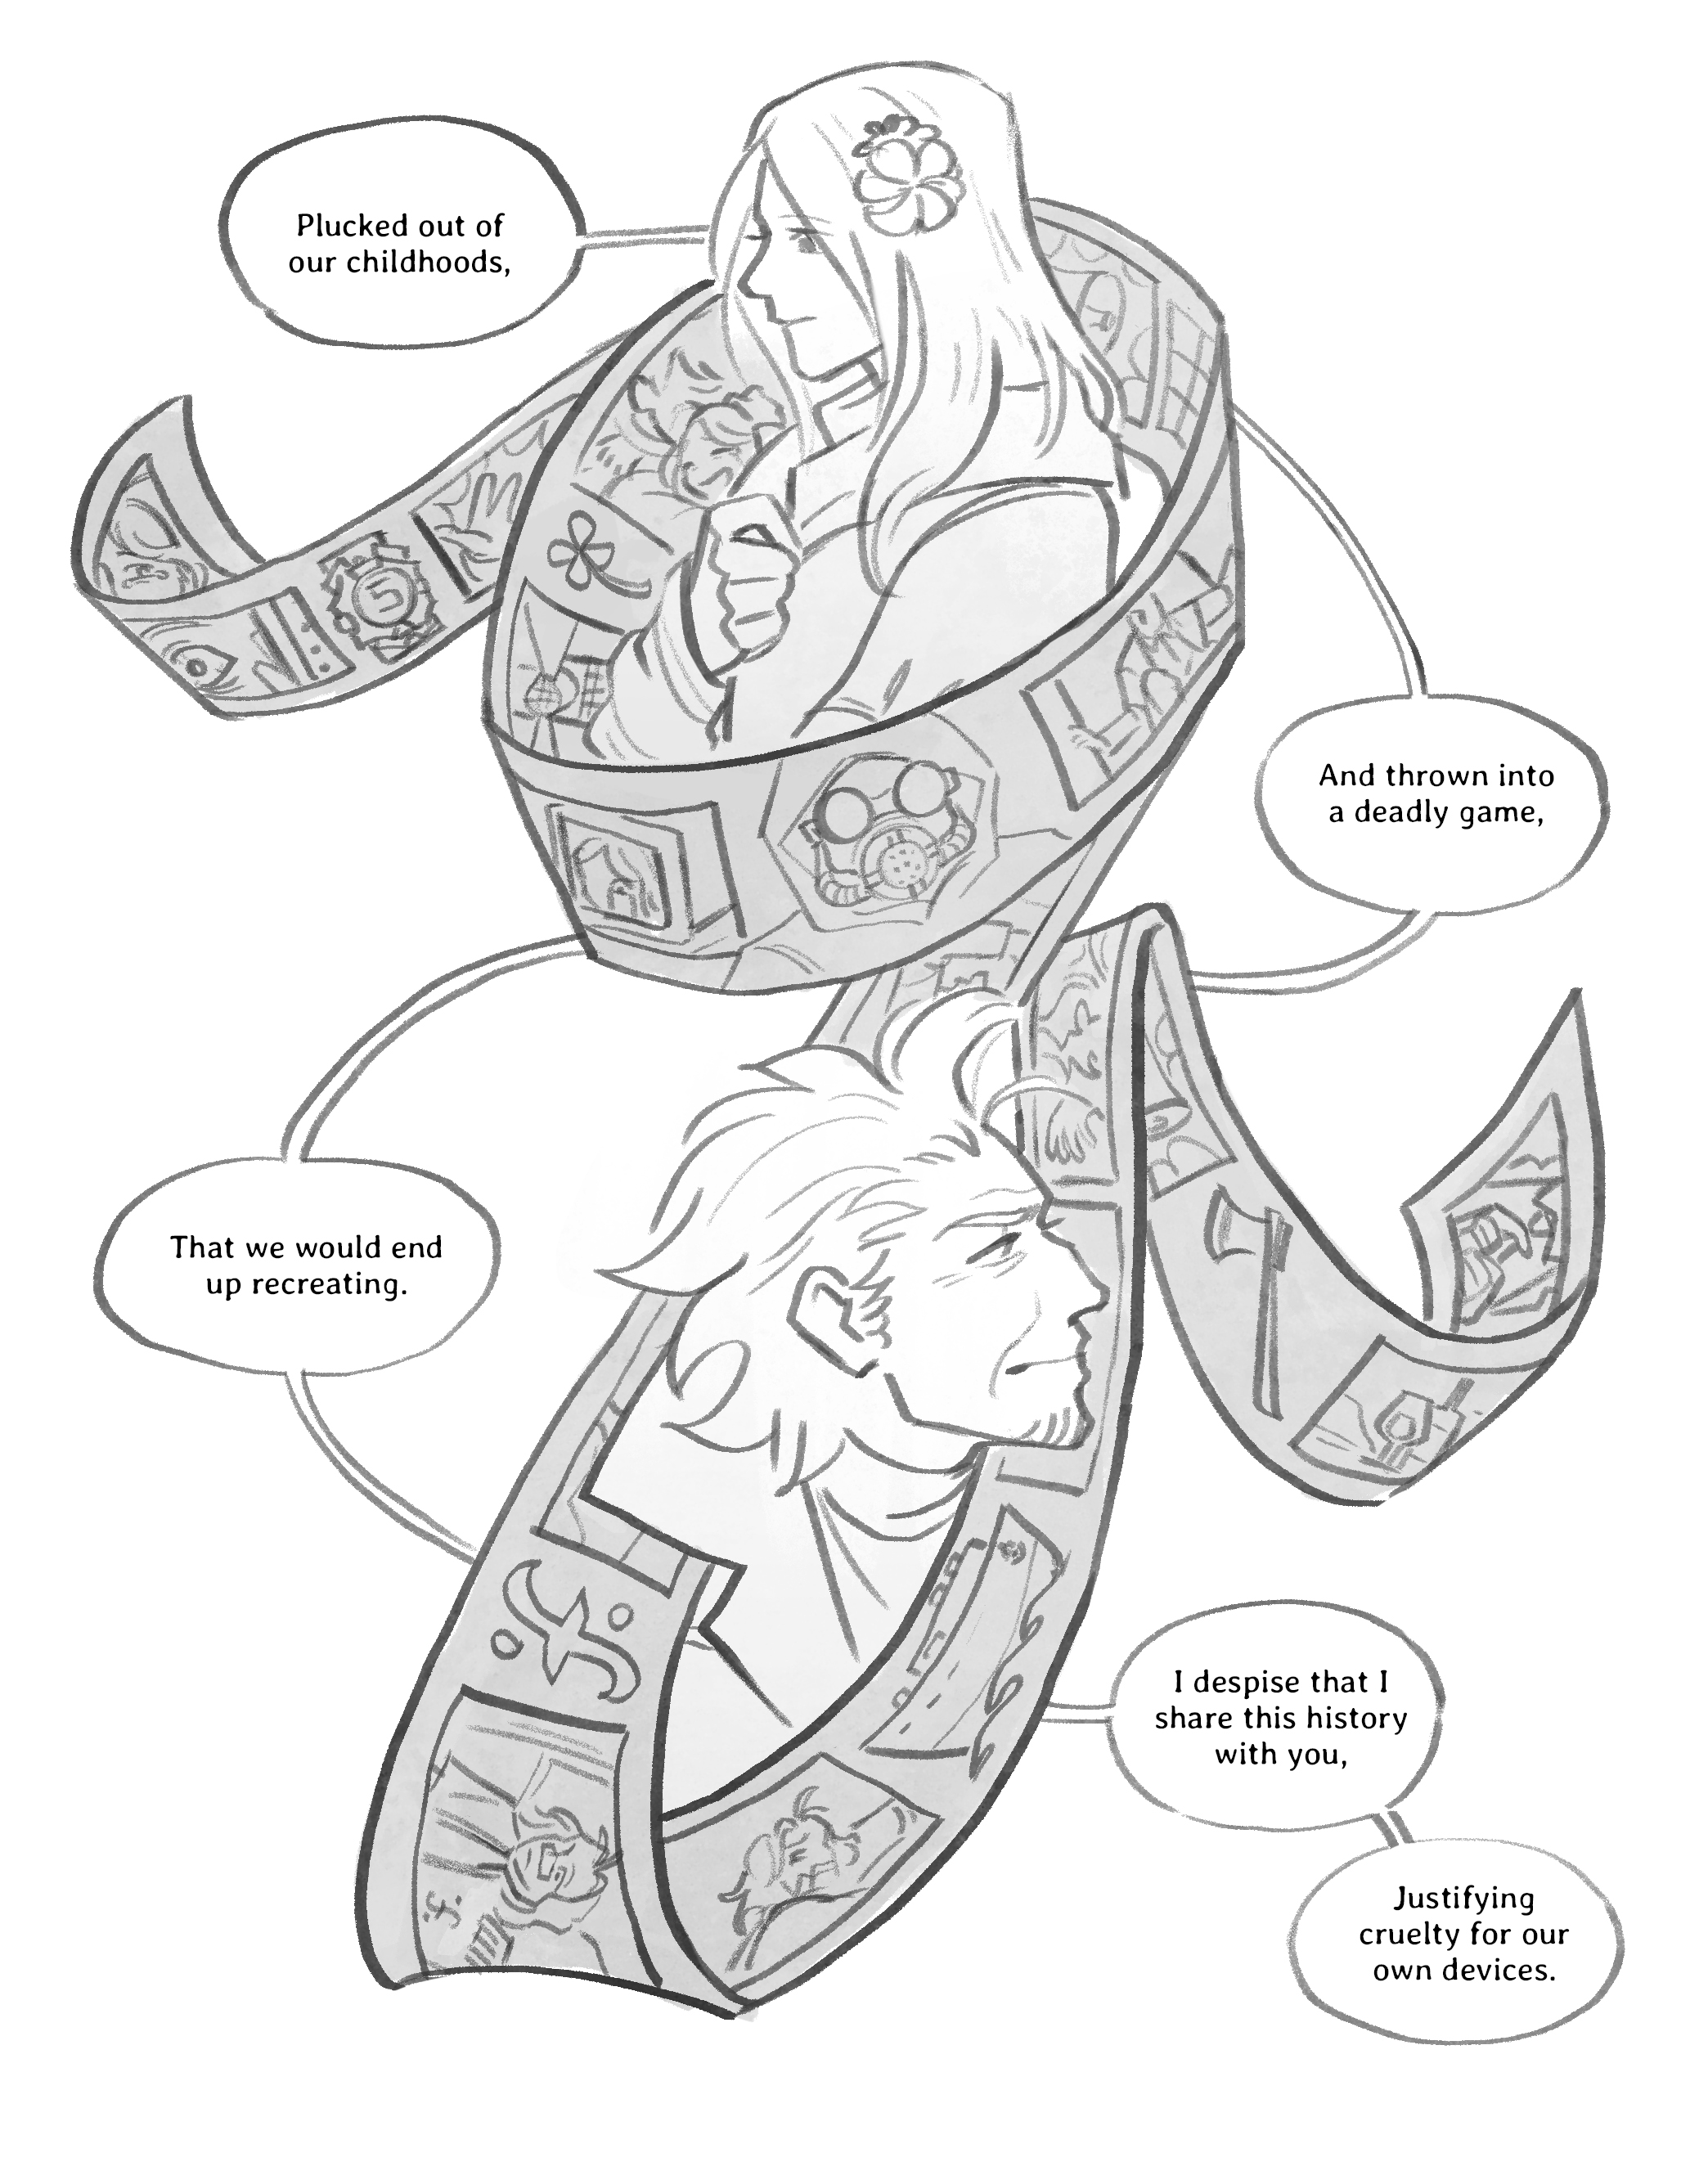 Plucked out of
our childhoods,
5
And thrown into
a deadly game,
That we would end
up recreating.
I despise that I
share this history
with you,
Justifying
cruelty for our
own devices.